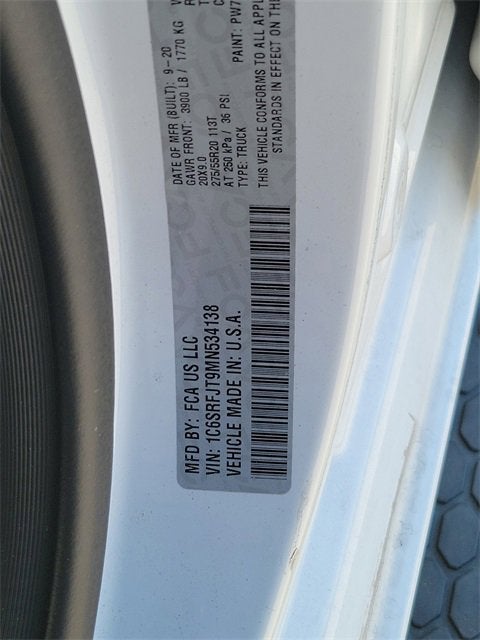 MFD BY: FCA US LLC
DATE OF MFR (BUILT): 9-20
GAWR FRONT: 3900 LB / 1770 KG
20X9.0
275/55R20 113T
AT 250 kPa / 36 PSI
TYPE: TRUCK
PAINT: PW7
VIN: 1C6SRFJT9MN534138
VEHICLE MADE IN: U.S.A.
THIS VEHICLE CONFORMS TO ALL APPL
STANDARDS IN EFFECT ON THE